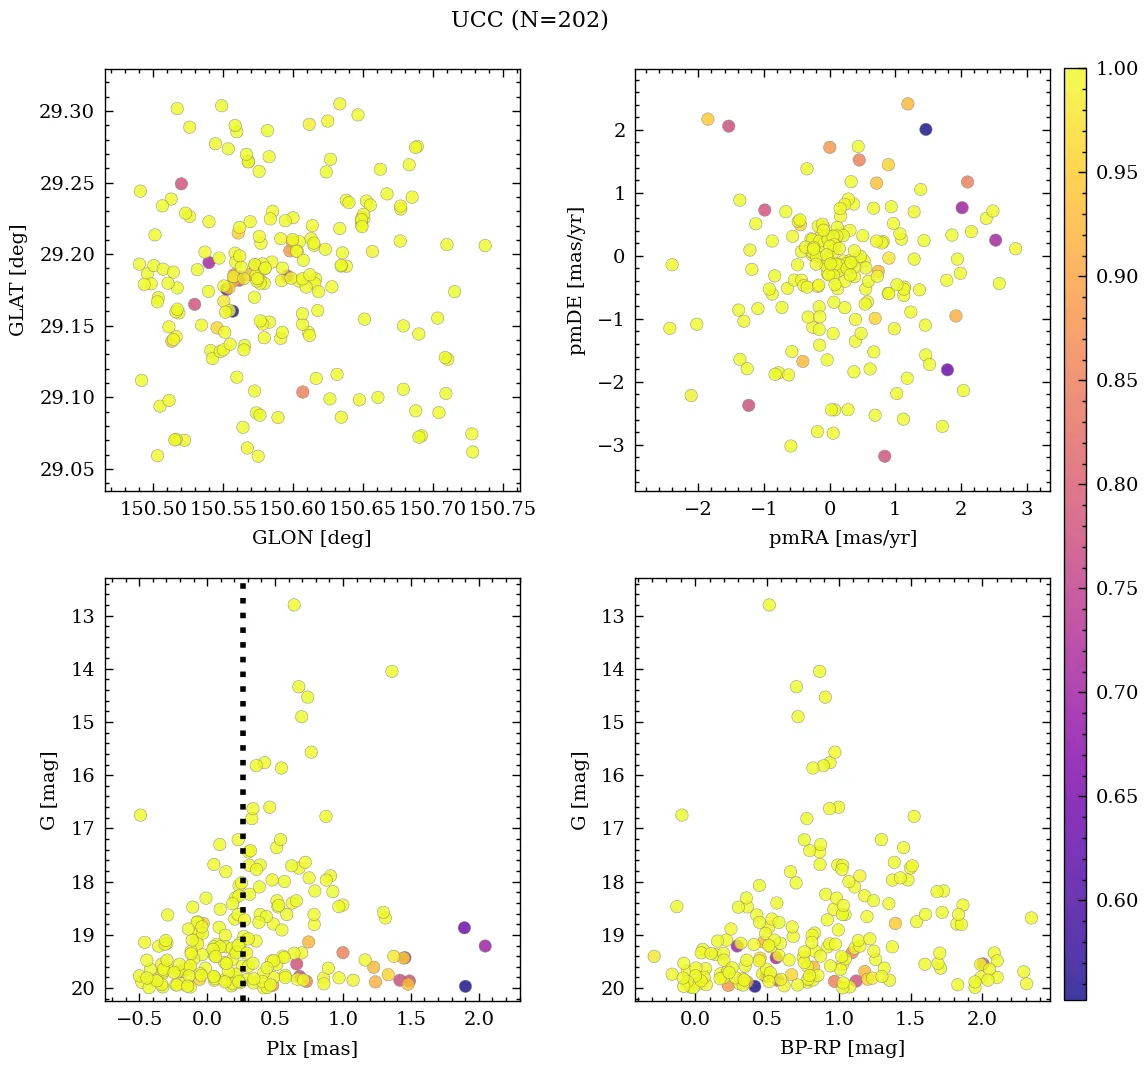 UCC (N=202)
29.30
29.25
29.20
29.15
29.10
29.05
GLAT [deg]
150.50 150.55 150.60 150.65 150.70 150.75
GLON [deg]
2
1
0
−1
−2
−3
pmDE [mas/yr]
−2 −1 0 1 2 3
pmRA [mas/yr]
13
14
15
16
17
18
19
20
G [mag]
−0.5 0.0 0.5 1.0 1.5 2.0
Plx [mas]
13
14
15
16
17
18
19
20
G [mag]
0.0 0.5 1.0 1.5 2.0
BP-RP [mag]
1.00
0.95
0.90
0.85
0.80
0.75
0.70
0.65
0.60